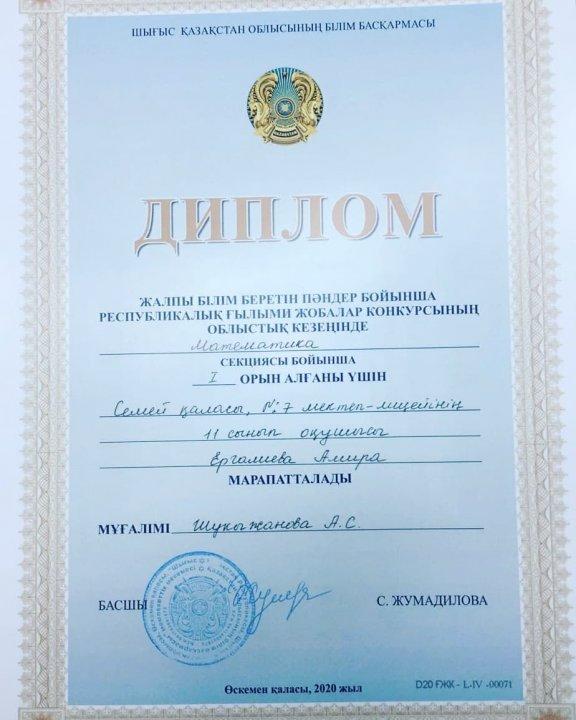 ШЫҒЫС ҚАЗАҚСТАН ОБЛЫСЫНЫҢ БІЛІМ БАСҚАРМАСЫ
ДИПЛОМ
ЖАЛПЫ БІЛІМ БЕРЕТІН ПӘНДЕР БОЙЫНША
РЕСПУБЛИКАЛЫҚ ҒЫЛЫМИ ЖОБАЛАР КОНКУРСЫНЫҢ
ОБЛЫСТЫҚ КЕЗЕҢІНДЕ
Математика
СЕКЦИЯСЫ БОЙЫНША
I ОРЫН АЛҒАНЫ ҮШІН
Семей қаласы, №7 мектеп-лицейінің
11 сынып оқушысы
Ергалиева Амира
МАРАПАТТАЛАДЫ
МҰҒАЛІМІ Шукыжанова А.С.
БАСШЫ С. ЖУМАДИЛОВА
Өскемен қаласы, 2020 жыл
D20 ҒЖК - L-IV -00071